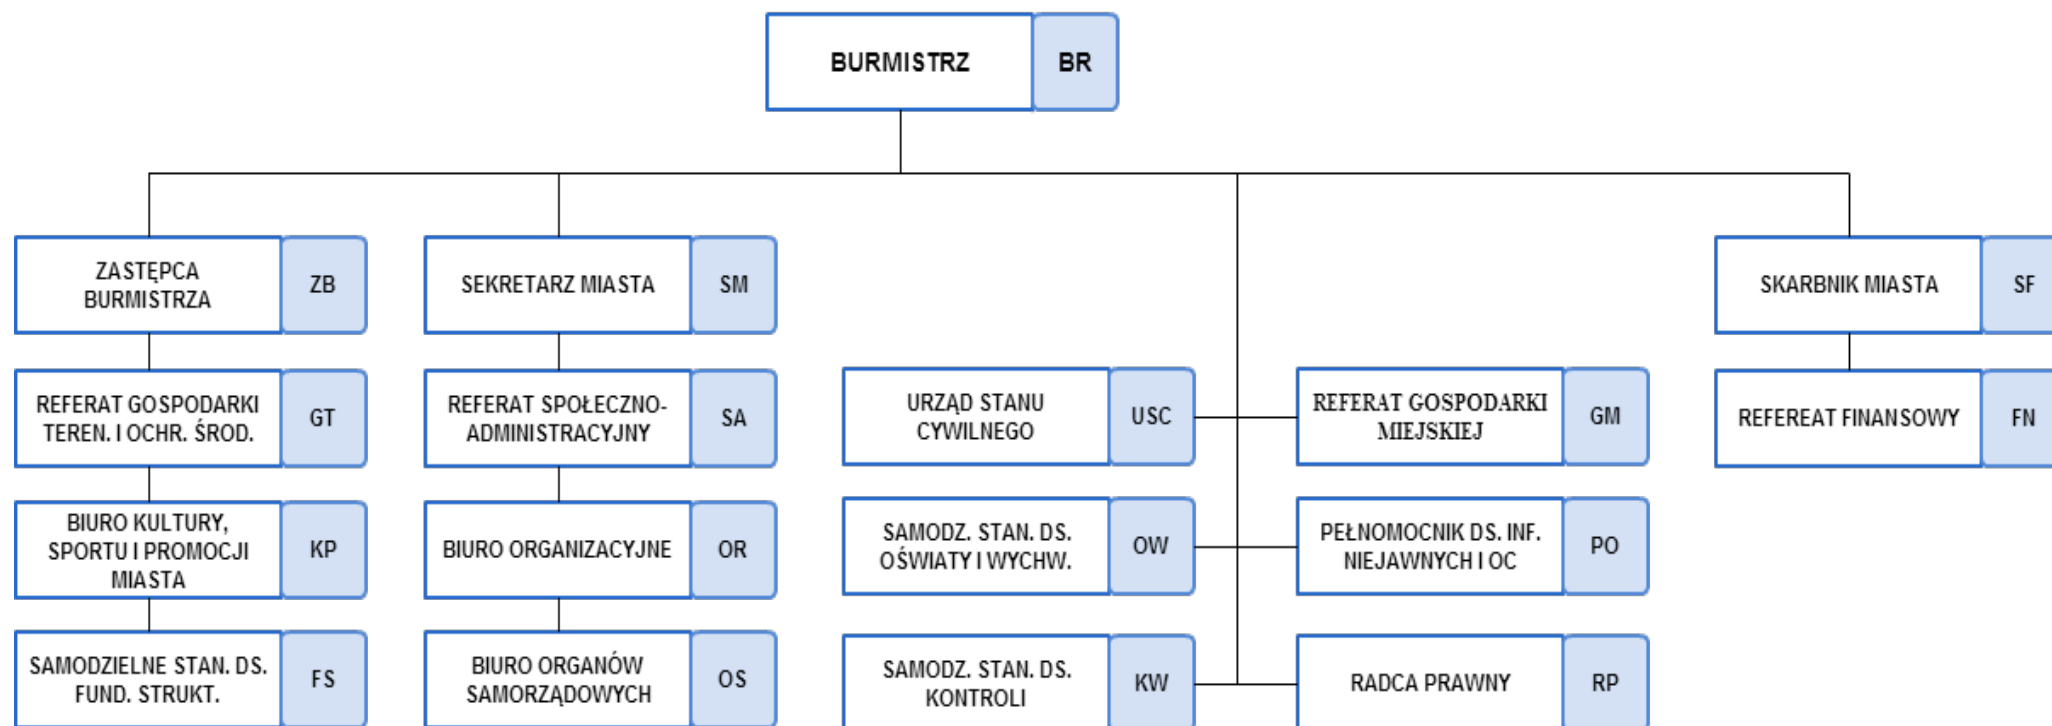 BURMISTRZ
BR
ZASTĘPCA
BURMISTRZA
ZB
SEKRETARZ MIASTA
SM
SKARBNIK MIASTA
SF
REFERAT GOSPODARKI
TEREN. I OCHR. ŚROD.
GT
REFERAT SPOŁECZNO-
ADMINISTRACYJNY
SA
URZĄD STANU
CYWILNEGO
USC
REFERAT GOSPODARKI
MIEJSKIEJ
GM
REFEREAT FINANSOWY
FN
BIURO KULTURY,
SPORTU I PROMOCJI
MIASTA
KP
BIURO ORGANIZACYJNE
OR
SAMODZ. STAN. DS.
OŚWIATY I WYCHW.
OW
PEŁNOMOCNIK DS. INF.
NIEJAWNYCH I OC
PO
SAMODZIELNE STAN. DS.
FUND. STRUKT.
FS
BIURO ORGANÓW
SAMORZĄDOWYCH
OS
SAMODZ. STAN. DS.
KONTROLI
KW
RADCA PRAWNY
RP